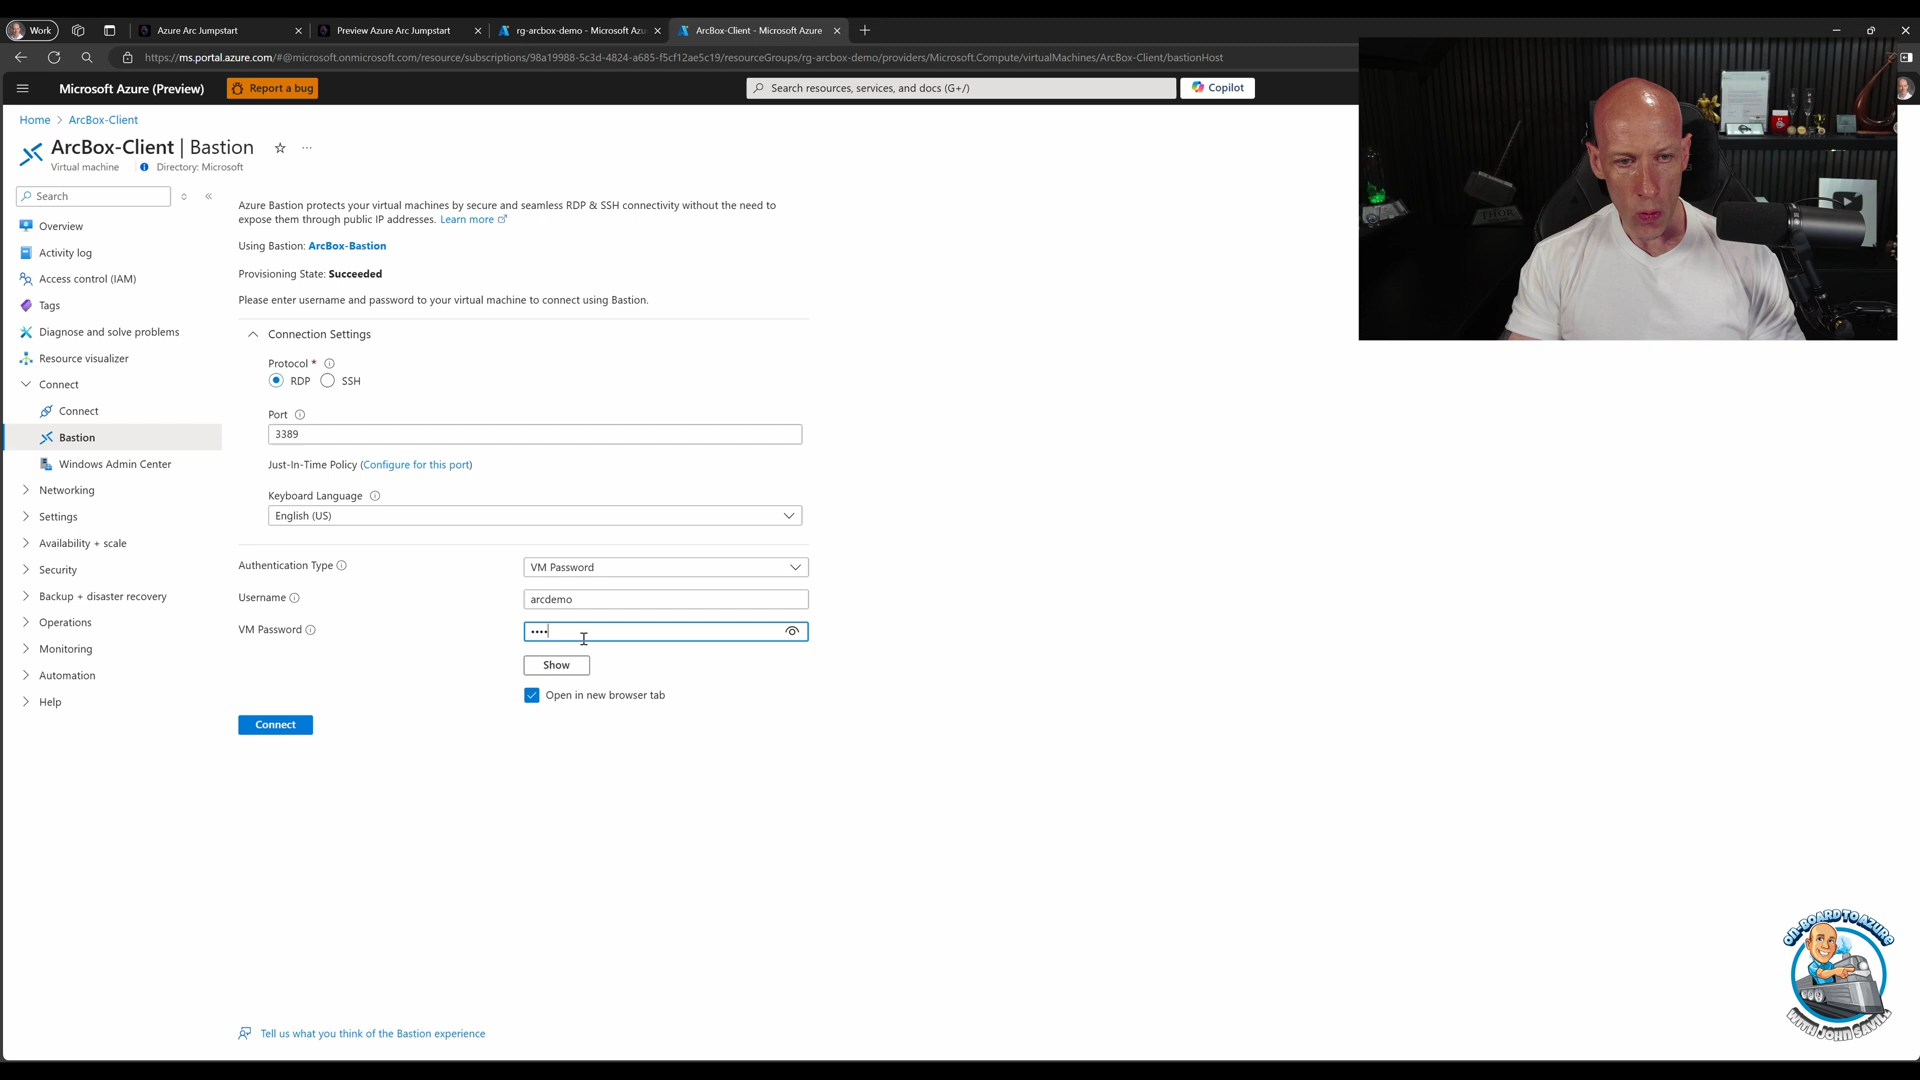 Work
Azure Arc Jumpstart
Preview Azure Arc Jumpstart
rg-arcbox-demo - Microsoft Azu
ArcBox-Client - Microsoft Azure
https://ms.portal.azure.com/#@microsoft.onmicrosoft.com/resource/subscriptions/98a19988-5c3d-4824-a685-f5cf12ae5c19/resourceGroups/rg-arcbox-demo/providers/Microsoft.Compute/virtualMachines/ArcBox-Client/bastionHost
Microsoft Azure (Preview)
Report a bug
Search resources, services, and docs (G+/)
Copilot
Home > ArcBox-Client
ArcBox-Client | Bastion
Virtual machine
Directory: Microsoft
Search
Overview
Activity log
Access control (IAM)
Tags
Diagnose and solve problems
Resource visualizer
Connect
Connect
Bastion
Windows Admin Center
Networking
Settings
Availability + scale
Security
Backup + disaster recovery
Operations
Monitoring
Automation
Help
Azure Bastion protects your virtual machines by secure and seamless RDP & SSH connectivity without the need to
expose them through public IP addresses. Learn more
Using Bastion: ArcBox-Bastion
Provisioning State: Succeeded
Please enter username and password to your virtual machine to connect using Bastion.
Connection Settings
Protocol *
RDP
SSH
Port
3389
Just-In-Time Policy (Configure for this port)
Keyboard Language
English (US)
Authentication Type
VM Password
Username
arcdemo
VM Password
••••
Show
Open in new browser tab
Connect
Tell us what you think of the Bastion experience
THOR
ON-BOARD TO AZURE
WITH JOHN SAVILL